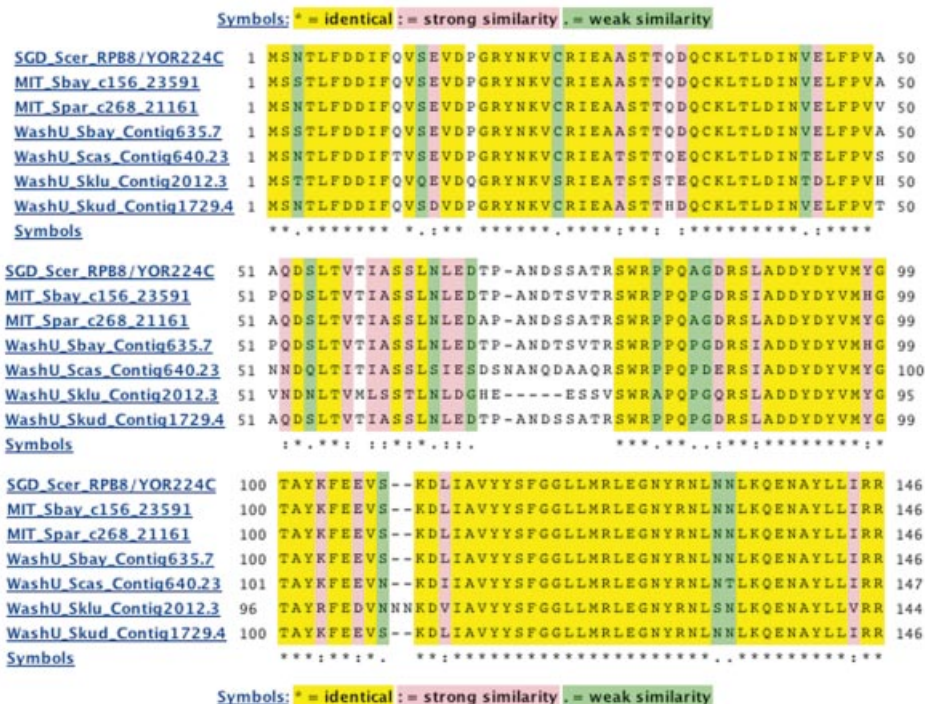 Symbols: * = identical : = strong similarity . = weak similarity
SGD_Scer_RPB8/YOR224C 1 MSNTLFDDIFQVSEVDPGRYNKVCRIEAASTTQDQCKLTLDINVELFPVA 50
MIT_Sbay_c156_23591 1 MSNTLFDDIFQVSEVDPGRYNKVCRIEAASTTQDQCKLTLDINVELFPVA 50
MIT_Spar_c268_21161 1 MSNTLFDDIFQVSEVDPGRYNKVCRIEAASTTQDQCKLTLDINVELFPVV 50
WashU_Sbay_Contig635.7 1 MSSTLFDDIFQVSEVDPGRYNKVCRIEAASTTQDQCKLTLDINVELFPVA 50
WashU_Scas_Contig640.23 1 MSNTLFDDIFTVSEVDPGRYNKVCRIEATSTTQEQCKLTLDINTELFPVS 50
WashU_Sklu_Contig2012.3 1 MSTTLFDDIFQVQEVDQGRYNKVSRIEATSTSTEQCKLTLDINTDLFPVH 50
WashU_Skud_Contig1729.4 1 MSNTLFDDIFQVSDVDPGRYNKVCRIEAASTTHDQCKLTLDINVELFPVT 50
Symbols **.******* *.:** ******.****:**: :*********.:****
SGD_Scer_RPB8/YOR224C 51 AQDSLTVTIASSLNLEDTP-ANDSSATRSWRPPQAGDRSLADDYDYVMYG 99
MIT_Sbay_c156_23591 51 PQDSLTVTIASSLNLEDTP-ANDTSVTRSWRPPQPGDRSIADDYDYVMHG 99
MIT_Spar_c268_21161 51 AQDSLTVTIASSLNLEDAP-ANDSSATRSWRPPQAGDRSLADDYDYVMYG 99
WashU_Sbay_Contig635.7 51 PQDSLTVTIASSLNLEDTP-ANDTSVTRSWRPPQPGDRSIADDYDYVMHG 99
WashU_Scas_Contig640.23 51 NNDQLTITIASSLSIESDSNANQDAAQRSWRPPQPDERSLADDYDYVMYG 100
WashU_Sklu_Contig2012.3 51 VNDNLTVMLSSTLNLDGHE-----ESSVSWRAPQPGQRSLADDYDYVMYG 95
WashU_Skud_Contig1729.4 51 AQDSLTVTIASSLNLEDTP-ANDSSATRSWRPPQAGDRSLADDYDYVMYG 99
Symbols :*.**: ::*:*.::. ***.**..:**:********:*
SGD_Scer_RPB8/YOR224C 100 TAYKFEEVS--KDLIAVYYSFGGLLMRLEGNYRNLNNLKQENAYLLIRR 146
MIT_Sbay_c156_23591 100 TAYKFEEVS--KDLIAVYYSFGGLLMRLEGNYRNLNNLKQENAYLLIRR 146
MIT_Spar_c268_21161 100 TAYKFEEVS--KDLIAVYYSFGGLLMRLEGNYRNLNNLKQENAYLLIRR 146
WashU_Sbay_Contig635.7 100 TAYKFEEVS--KDLIAVYYSFGGLLMRLEGNYRNLNNLKQENAYLLIRR 146
WashU_Scas_Contig640.23 101 TAYKFEEVN--KDIIAVYYSFGGLLMRLEGNYRNLNTLKQENAYLLIRR 147
WashU_Sklu_Contig2012.3 96 TAYRFEDVNNNKDVIAVYYSFGGLLMRLEGNYRNLSNLKQENAYLLVRR 144
WashU_Skud_Contig1729.4 100 TAYKFEEVS--KDLIAVYYSFGGLLMRLEGNYRNLNNLKQENAYLLIRR 146
Symbols ***:**:*. **:*********************..*********:**
Symbols: * = identical : = strong similarity . = weak similarity